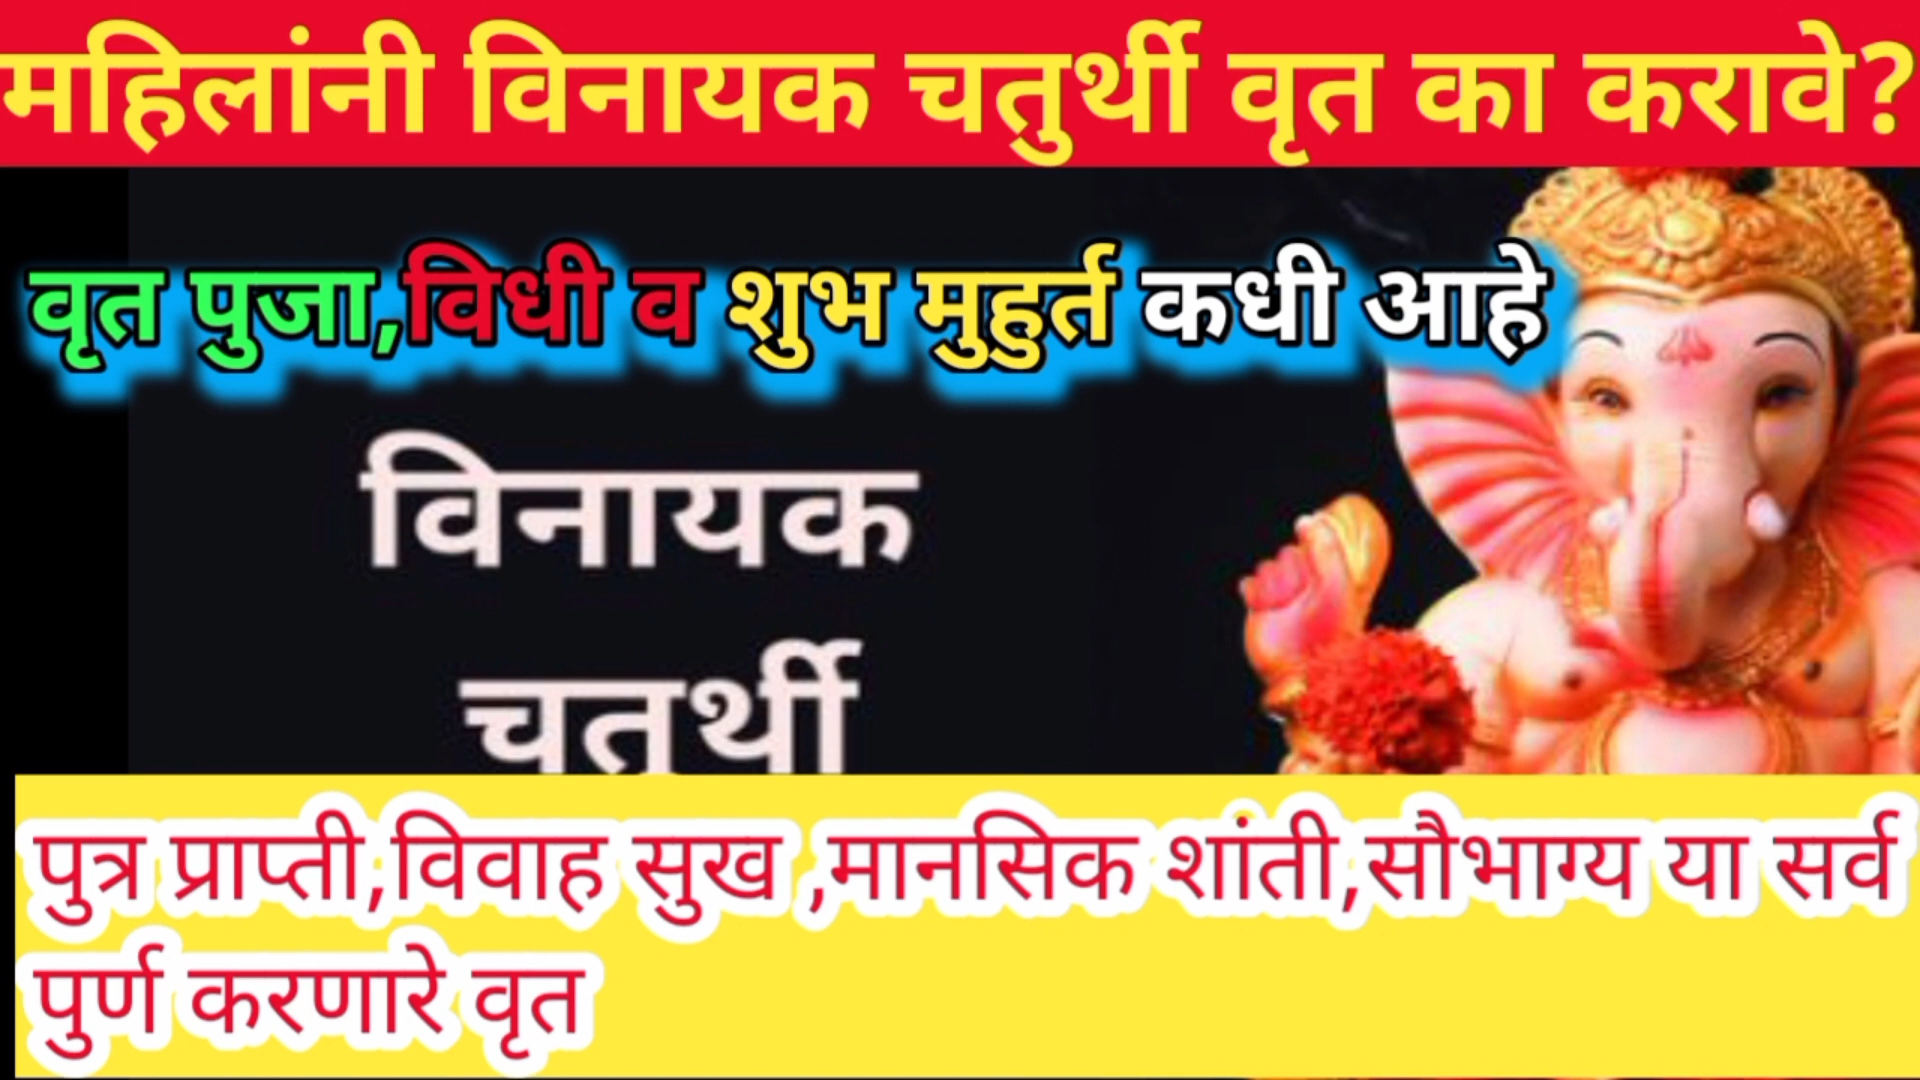 महिलांनी विनायक चतुर्थी वृत का करावे?
वृत पुजा,विधी व शुभ मुहुर्त कधी आहे
विनायक
चतुर्थी
पुत्र प्राप्ती,विवाह सुख ,मानसिक शांती,सौभाग्य या सर्व
पुर्ण करणारे वृत